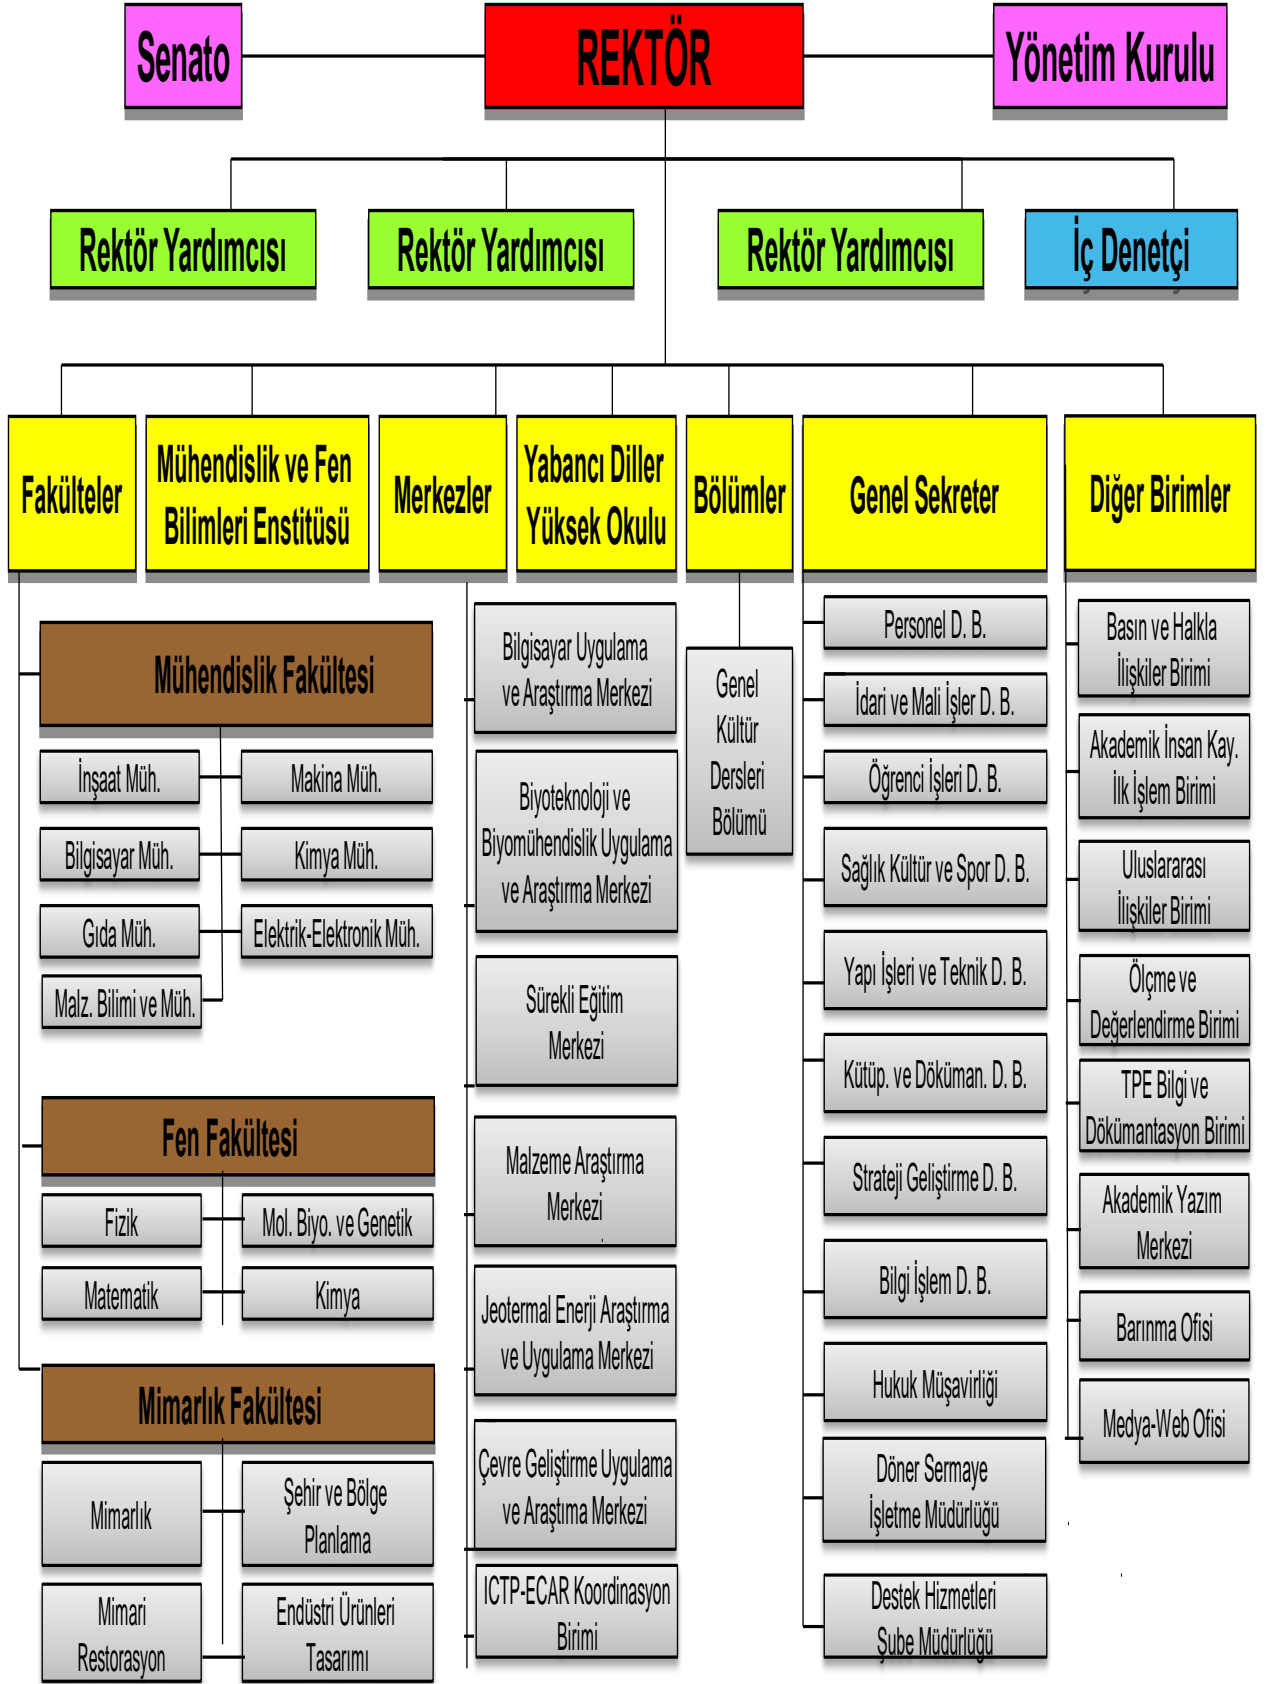 Senato
REKTÖR
Yönetim Kurulu
Rektör Yardımcısı
Rektör Yardımcısı
Rektör Yardımcısı
İç Denetçi
Fakülteler
Mühendislik ve Fen
Bilimleri Enstitüsü
Merkezler
Yabancı Diller
Yüksek Okulu
Bölümler
Genel Sekreter
Diğer Birimler
Mühendislik Fakültesi
İnşaat Müh.
Makina Müh.
Bilgisayar Müh.
Kimya Müh.
Gıda Müh.
Elektrik-Elektronik Müh.
Malz. Bilimi ve Müh.
Fen Fakültesi
Fizik
Mol. Biyo. ve Genetik
Matematik
Kimya
Mimarlık Fakültesi
Mimarlık
Şehir ve Bölge
Planlama
Mimari
Restorasyon
Endüstri Ürünleri
Tasarımı
Bilgisayar Uygulama
ve Araştırma Merkezi
Biyoteknoloji ve
Biyomühendislik Uygulama
ve Araştırma Merkezi
Sürekli Eğitim
Merkezi
Malzeme Araştırma
Merkezi
Jeotermal Enerji Araştırma
ve Uygulama Merkezi
Çevre Geliştirme Uygulama
ve Araştıma Merkezi
ICTP-ECAR Koordinasyon
Birimi
Genel
Kültür
Dersleri
Bölümü
Personel D. B.
İdari ve Mali İşler D. B.
Öğrenci İşleri D. B.
Sağlık Kültür ve Spor D. B.
Yapı İşleri ve Teknik D. B.
Kütüp. ve Döküman. D. B.
Strateji Geliştirme D. B.
Bilgi İşlem D. B.
Hukuk Müşavirliği
Döner Sermaye
İşletme Müdürlüğü
Destek Hizmetleri
Şube Müdürlüğü
Basın ve Halkla
İlişkiler Birimi
Akademik İnsan Kay.
İlk İşlem Birimi
Uluslararası
İlişkiler Birimi
Ölçme ve
Değerlendirme Birimi
TPE Bilgi ve
Dökümantasyon Birimi
Akademik Yazım
Merkezi
Barınma Ofisi
Medya-Web Ofisi